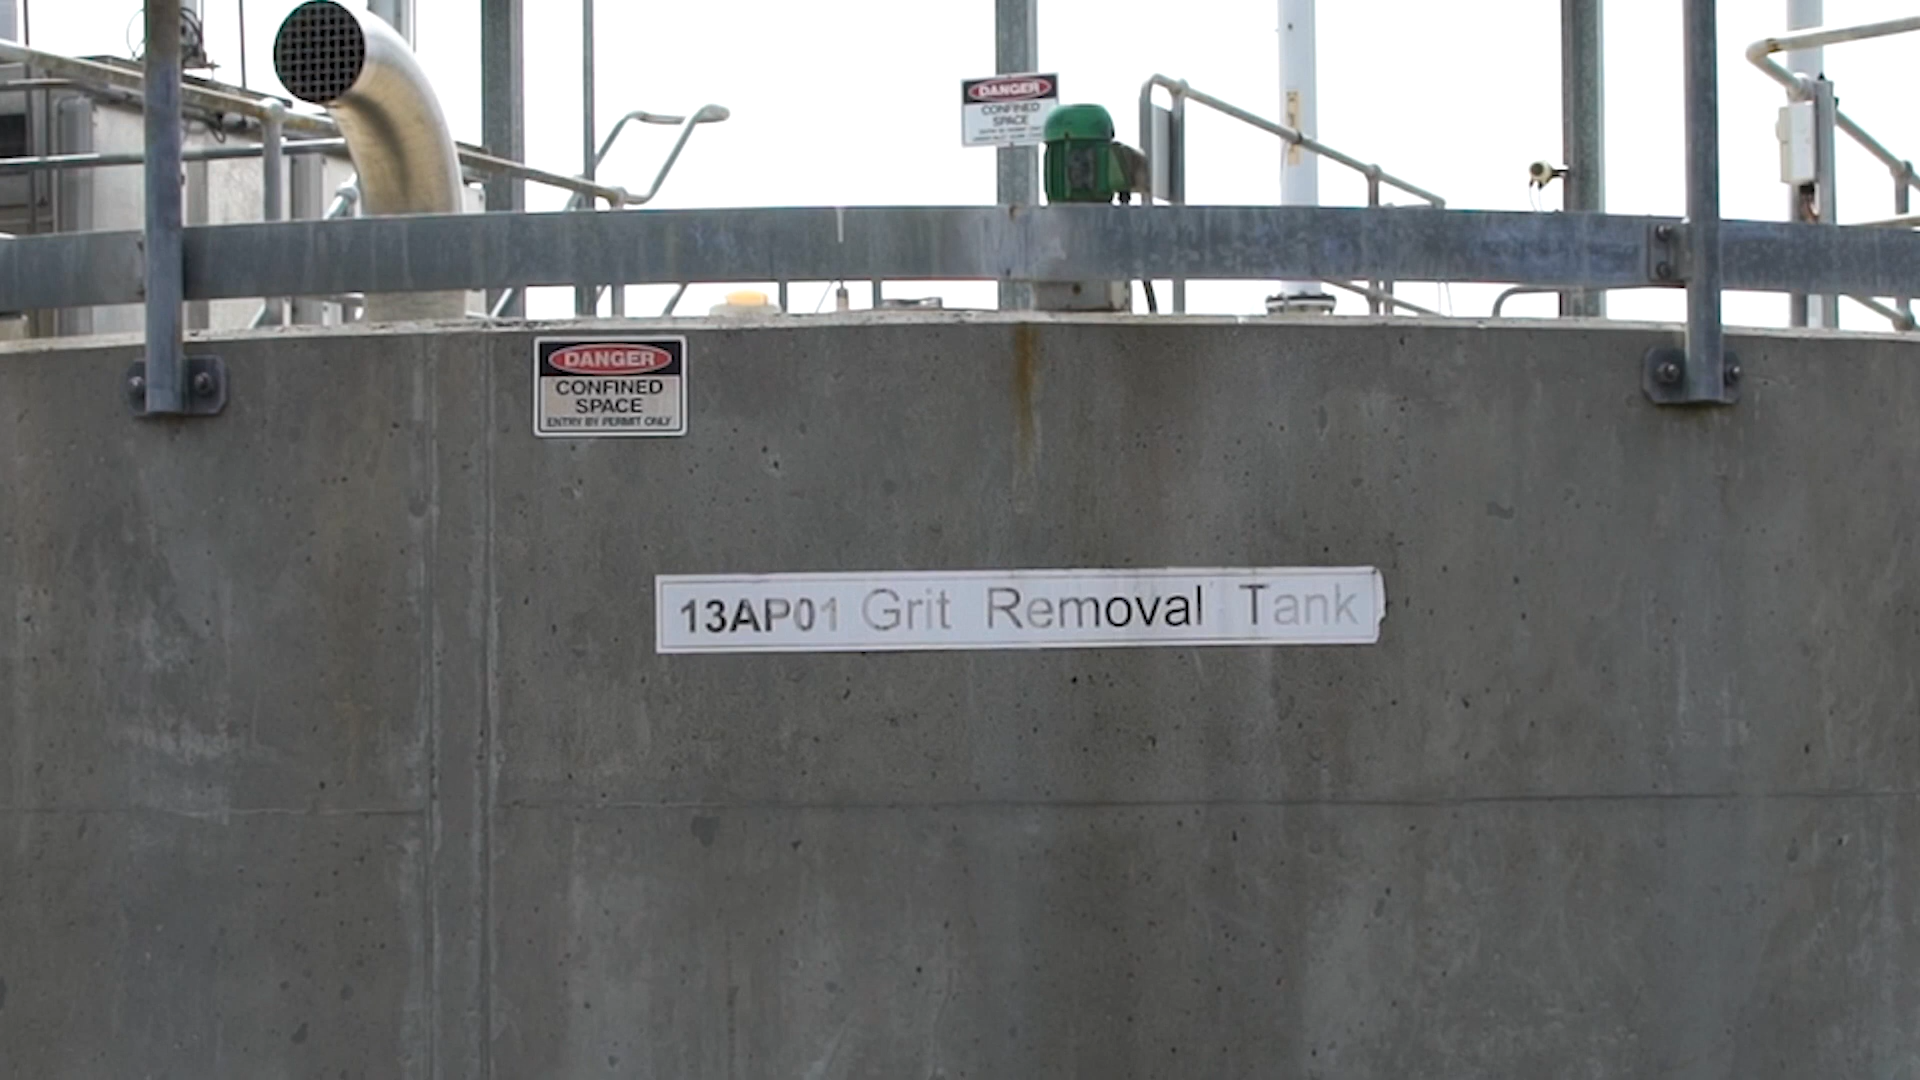 DANGER
CONFINED
SPACE
DANGER
CONFINED
SPACE
ENTRY BY PERMIT ONLY
13AP01 Grit Removal Tank